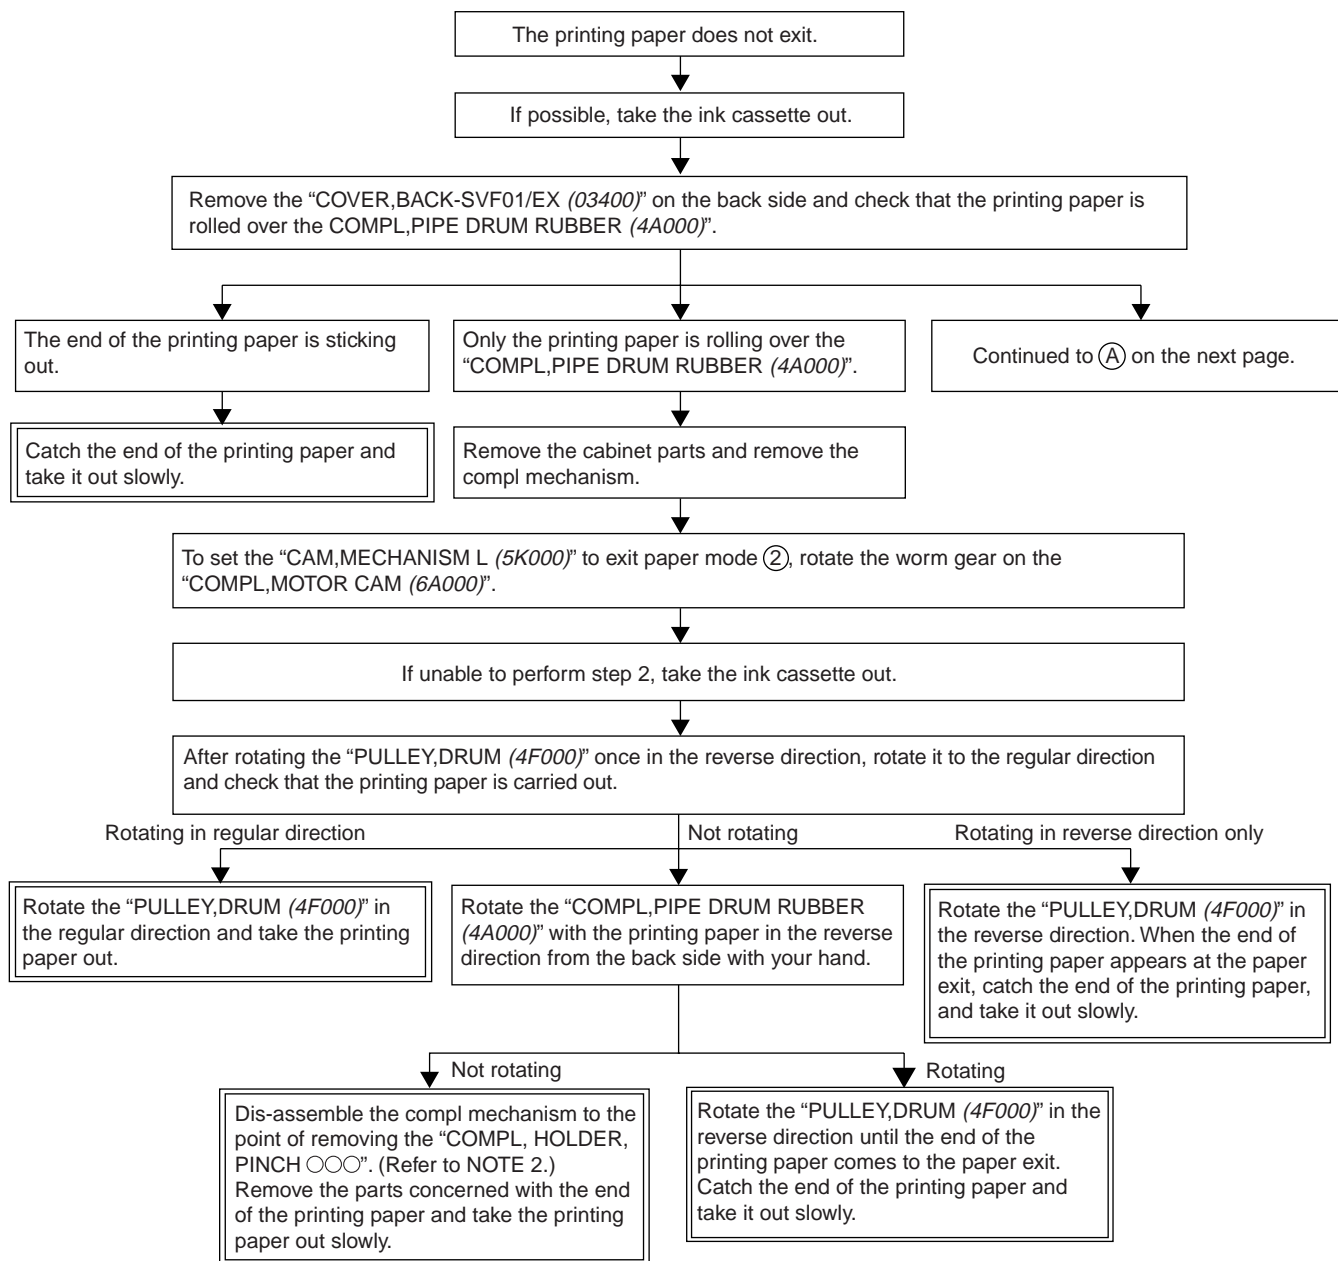 The printing paper does not exit.
If possible, take the ink cassette out.
Remove the “COVER,BACK-SVF01/EX (03400)” on the back side and check that the printing paper is
rolled over the COMPL,PIPE DRUM RUBBER (4A000)”.
The end of the printing paper is sticking
out.
Only the printing paper is rolling over the
“COMPL,PIPE DRUM RUBBER (4A000)”.
Continued to Ⓐ on the next page.
Catch the end of the printing paper and
take it out slowly.
Remove the cabinet parts and remove the
compl mechanism.
To set the “CAM,MECHANISM L (5K000)” to exit paper mode ②, rotate the worm gear on the
“COMPL,MOTOR CAM (6A000)”.
If unable to perform step 2, take the ink cassette out.
After rotating the “PULLEY,DRUM (4F000)” once in the reverse direction, rotate it to the regular direction
and check that the printing paper is carried out.
Rotating in regular direction
Not rotating
Rotating in reverse direction only
Rotate the “PULLEY,DRUM (4F000)” in
the regular direction and take the printing
paper out.
Rotate the “COMPL,PIPE DRUM RUBBER
(4A000)” with the printing paper in the reverse
direction from the back side with your hand.
Rotate the “PULLEY,DRUM (4F000)” in
the reverse direction. When the end of
the printing paper appears at the paper
exit, catch the end of the printing paper,
and take it out slowly.
Not rotating
Rotating
Dis-assemble the compl mechanism to the
point of removing the “COMPL, HOLDER,
PINCH ○○○”. (Refer to NOTE 2.)
Remove the parts concerned with the end
of the printing paper and take the printing
paper out slowly.
Rotate the “PULLEY,DRUM (4F000)” in the
reverse direction until the end of the
printing paper comes to the paper exit.
Catch the end of the printing paper and
take it out slowly.